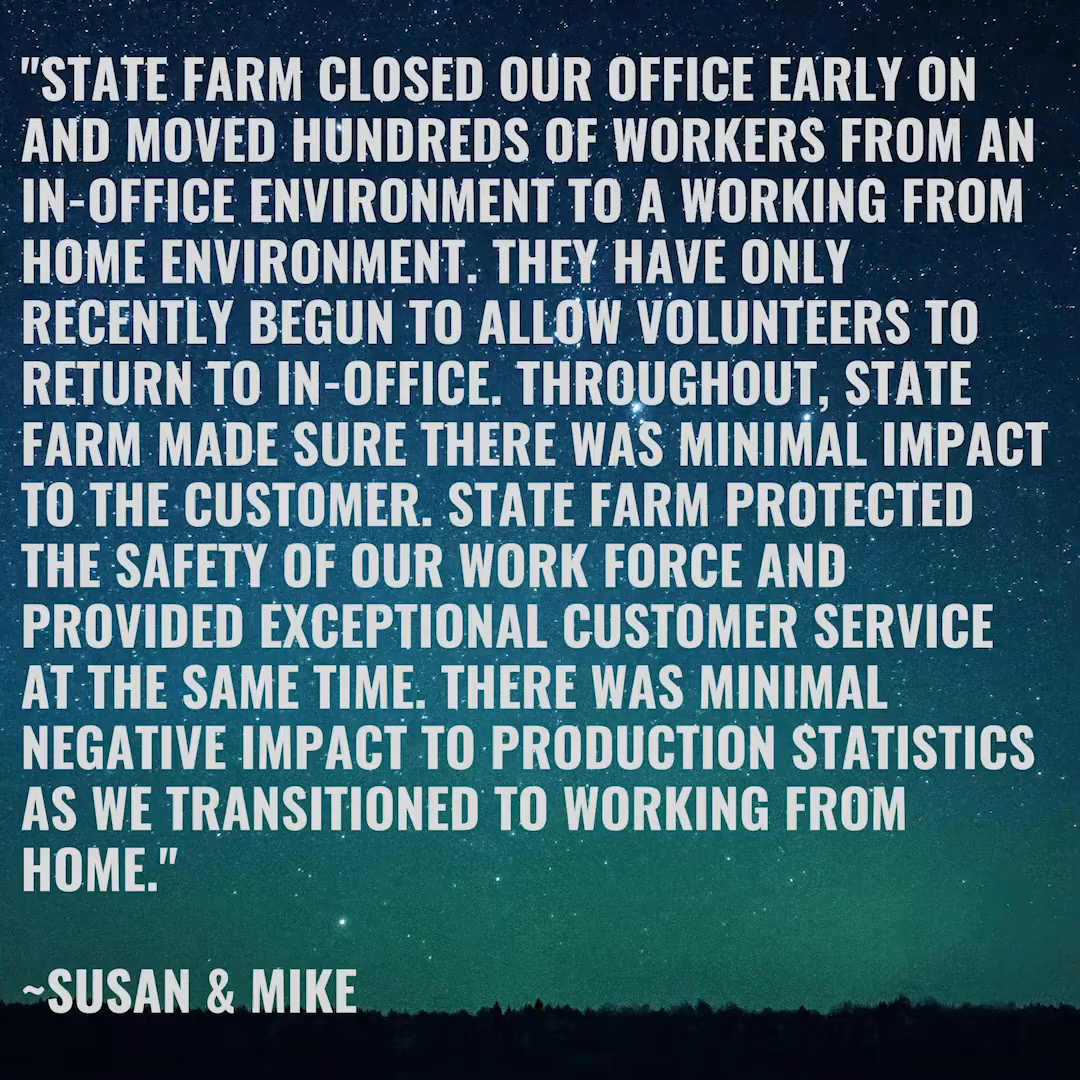 "STATE FARM CLOSED OUR OFFICE EARLY ON
AND MOVED HUNDREDS OF WORKERS FROM AN
IN-OFFICE ENVIRONMENT TO A WORKING FROM
HOME ENVIRONMENT. THEY HAVE ONLY
RECENTLY BEGUN TO ALLOW VOLUNTEERS TO
RETURN TO IN-OFFICE. THROUGHOUT, STATE
FARM MADE SURE THERE WAS MINIMAL IMPACT
TO THE CUSTOMER. STATE FARM PROTECTED
THE SAFETY OF OUR WORK FORCE AND
PROVIDED EXCEPTIONAL CUSTOMER SERVICE
AT THE SAME TIME. THERE WAS MINIMAL
NEGATIVE IMPACT TO PRODUCTION STATISTICS
AS WE TRANSITIONED TO WORKING FROM
HOME."
~SUSAN & MIKE